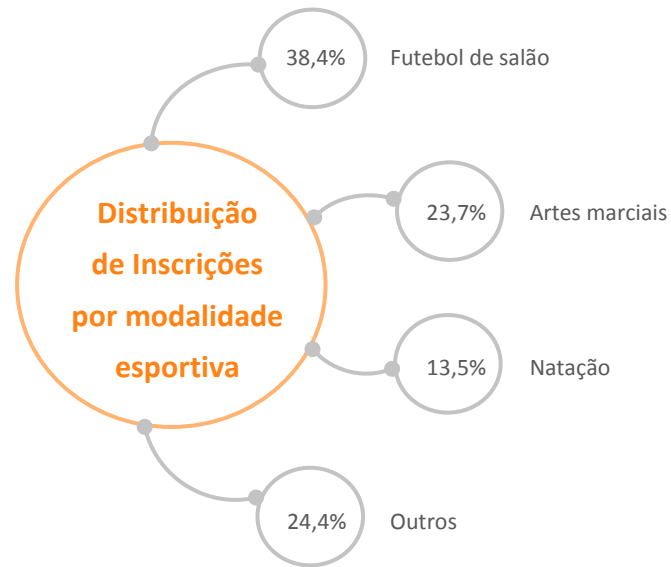 38,4% Futebol de salão
Distribuição
de Inscrições
por modalidade
esportiva
23,7% Artes marciais
13,5% Natação
24,4% Outros